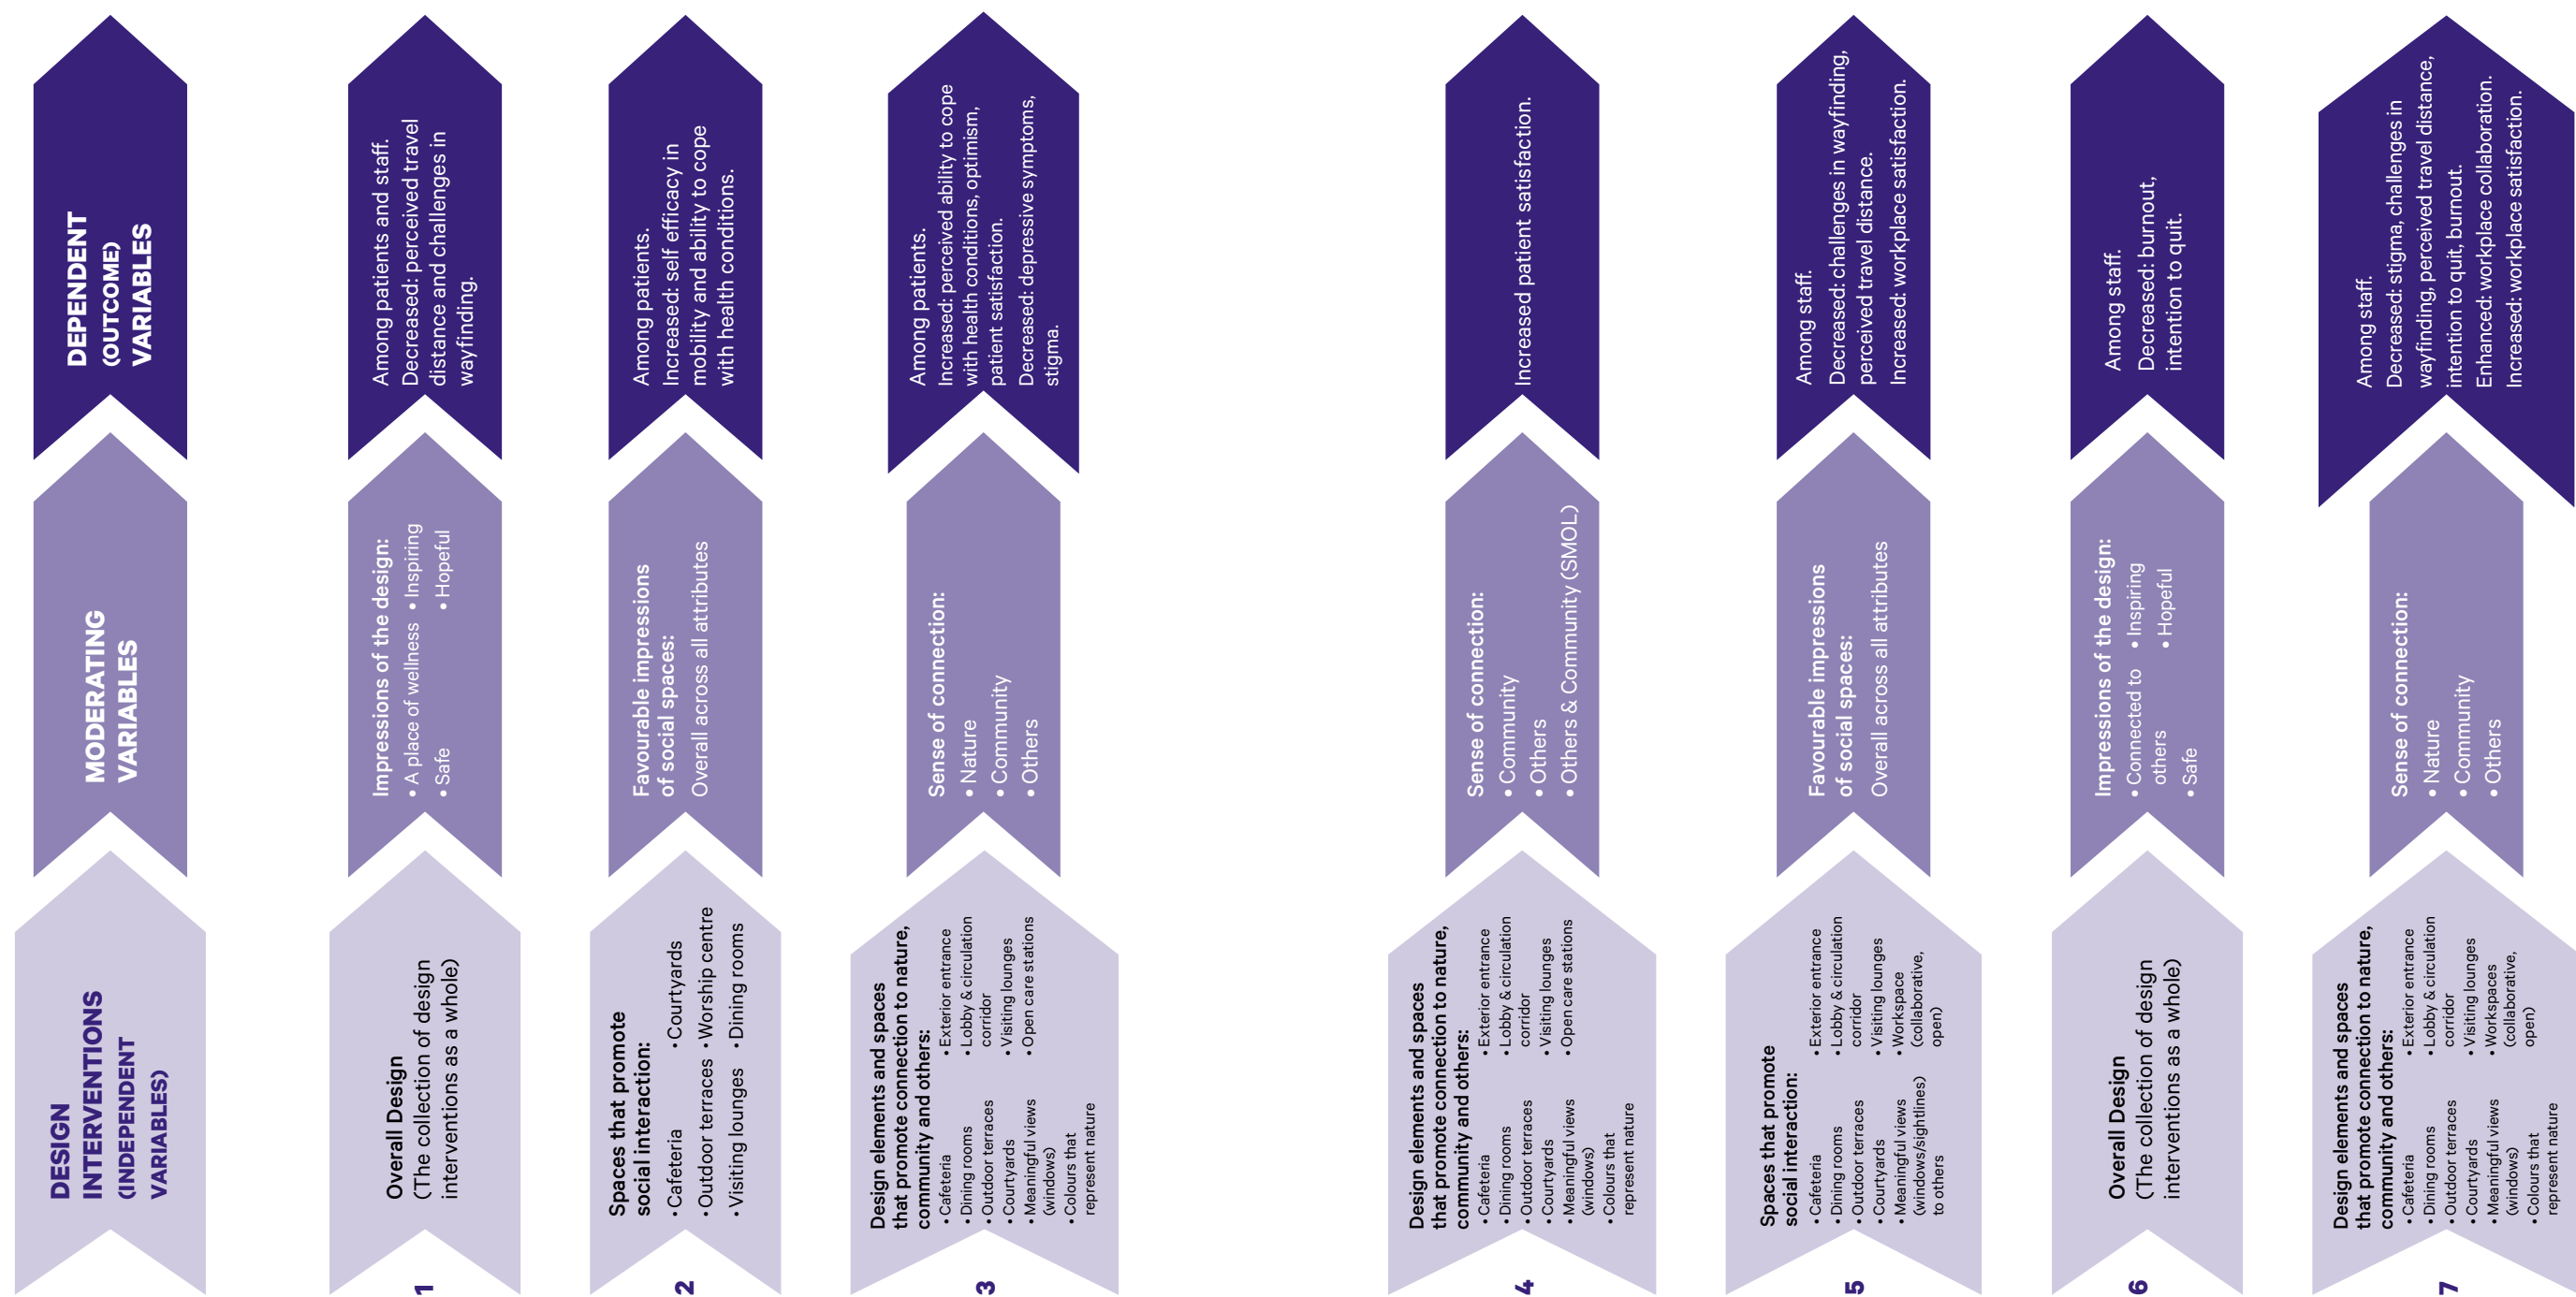 DESIGN
INTERVENTIONS
(INDEPENDENT
VARIABLES)
MODERATING
VARIABLES
DEPENDENT
(OUTCOME)
VARIABLES
1
Overall Design
(The collection of design
interventions as a whole)
Impressions of the design:
• A place of wellness
• Safe
• Inspiring
• Hopeful
Among patients and staff.
Decreased: perceived travel
distance and challenges in
wayfinding.
2
Spaces that promote
social interaction:
• Cafeteria
• Outdoor terraces
• Visiting lounges
• Courtyards
• Worship centre
• Dining rooms
Favourable impressions
of social spaces:
Overall across all attributes
Among patients.
Increased: self efficacy in
mobility and ability to cope
with health conditions.
3
Design elements and spaces
that promote connection to nature,
community and others:
• Cafeteria
• Dining rooms
• Outdoor terraces
• Courtyards
• Meaningful views
(windows)
• Colours that
represent nature
• Exterior entrance
• Lobby & circulation
corridor
• Visiting lounges
• Open care stations
Sense of connection:
• Nature
• Community
• Others
Among patients.
Increased: perceived ability to cope
with health conditions, optimism,
patient satisfaction.
Decreased: depressive symptoms,
stigma.
4
Design elements and spaces
that promote connection to nature,
community and others:
• Cafeteria
• Dining rooms
• Outdoor terraces
• Courtyards
• Meaningful views
(windows)
• Colours that
represent nature
• Exterior entrance
• Lobby & circulation
corridor
• Visiting lounges
• Open care stations
Sense of connection:
• Community
• Others
• Others & Community (SMOL)
Increased patient satisfaction.
5
Spaces that promote
social interaction:
• Cafeteria
• Dining rooms
• Outdoor terraces
• Courtyards
• Meaningful views
(windows/sightlines)
to others
• Exterior entrance
• Lobby & circulation
corridor
• Visiting lounges
• Workspace
(collaborative,
open)
Favourable impressions
of social spaces:
Overall across all attributes
Among staff.
Decreased: challenges in wayfinding,
perceived travel distance.
Increased: workplace satisfaction.
6
Overall Design
(The collection of design
interventions as a whole)
Impressions of the design:
• Connected to
others
• Safe
• Inspiring
• Hopeful
Among staff.
Decreased: burnout,
intention to quit.
7
Design elements and spaces
that promote connection to nature,
community and others:
• Cafeteria
• Dining rooms
• Outdoor terraces
• Courtyards
• Meaningful views
(windows)
• Colours that
represent nature
• Exterior entrance
• Lobby & circulation
corridor
• Visiting lounges
• Workspaces
(collaborative,
open)
Sense of connection:
• Nature
• Community
• Others
Among staff.
Decreased: stigma, challenges in
wayfinding, perceived travel distance,
intention to quit, burnout.
Enhanced: workplace collaboration.
Increased: workplace satisfaction.